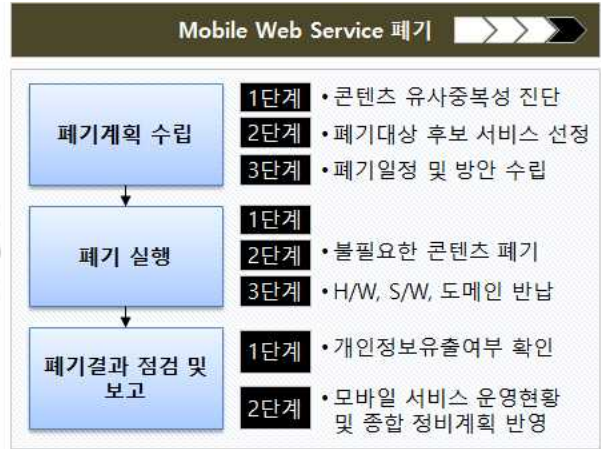 Mobile Web Service 폐기
폐기계획 수립
1단계 • 콘텐츠 유사중복성 진단
2단계 • 폐기대상 후보 서비스 선정
3단계 • 폐기일정 및 방안 수립
폐기 실행
1단계
2단계 • 불필요한 콘텐츠 폐기
3단계 • H/W, S/W, 도메인 반납
폐기결과 점검 및
보고
1단계 • 개인정보유출여부 확인
2단계 • 모바일 서비스 운영현황
및 종합 정비계획 반영